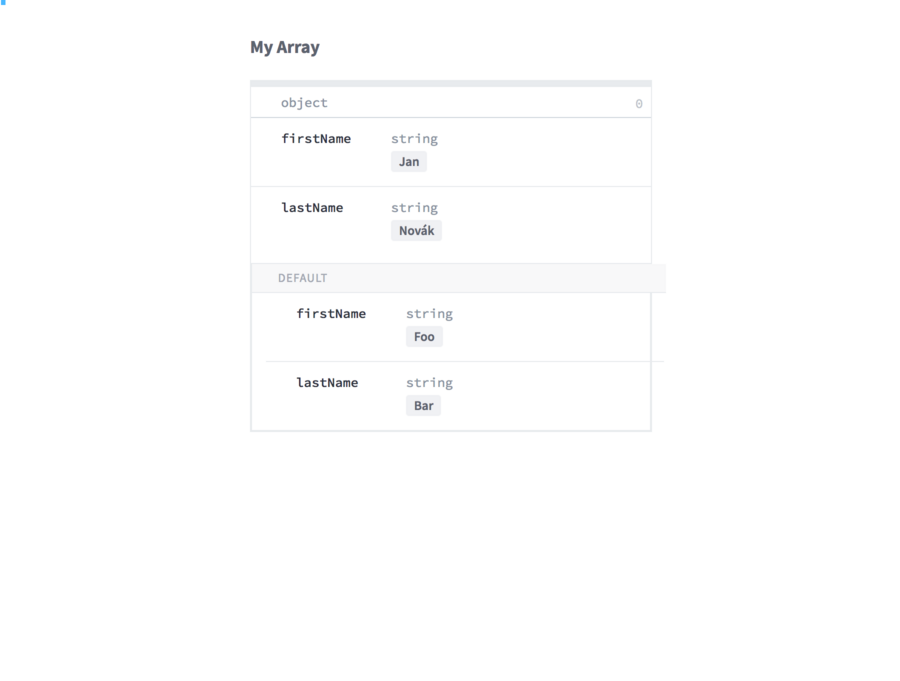 My Array
object 0
firstName string
Jan
lastName string
Novák
DEFAULT
firstName string
Foo
lastName string
Bar